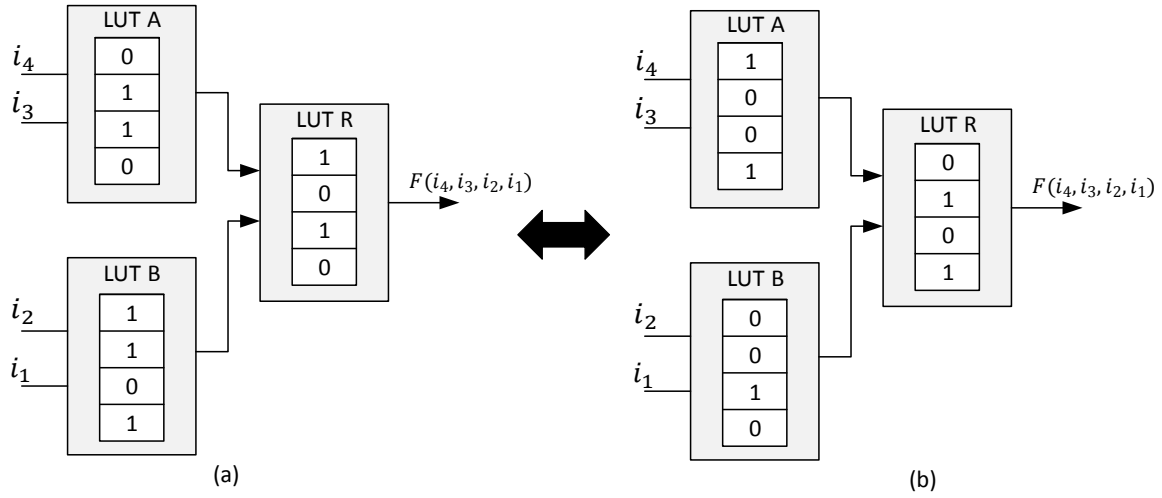 LUT A
0
1
1
0
i₄
i₃
LUT R
1
0
1
0
F(i₄, i₃, i₂, i₁)
LUT B
1
1
0
1
i₂
i₁
(a)
LUT A
1
0
0
1
i₄
i₃
LUT R
0
1
0
1
F(i₄, i₃, i₂, i₁)
LUT B
0
0
1
0
i₂
i₁
(b)